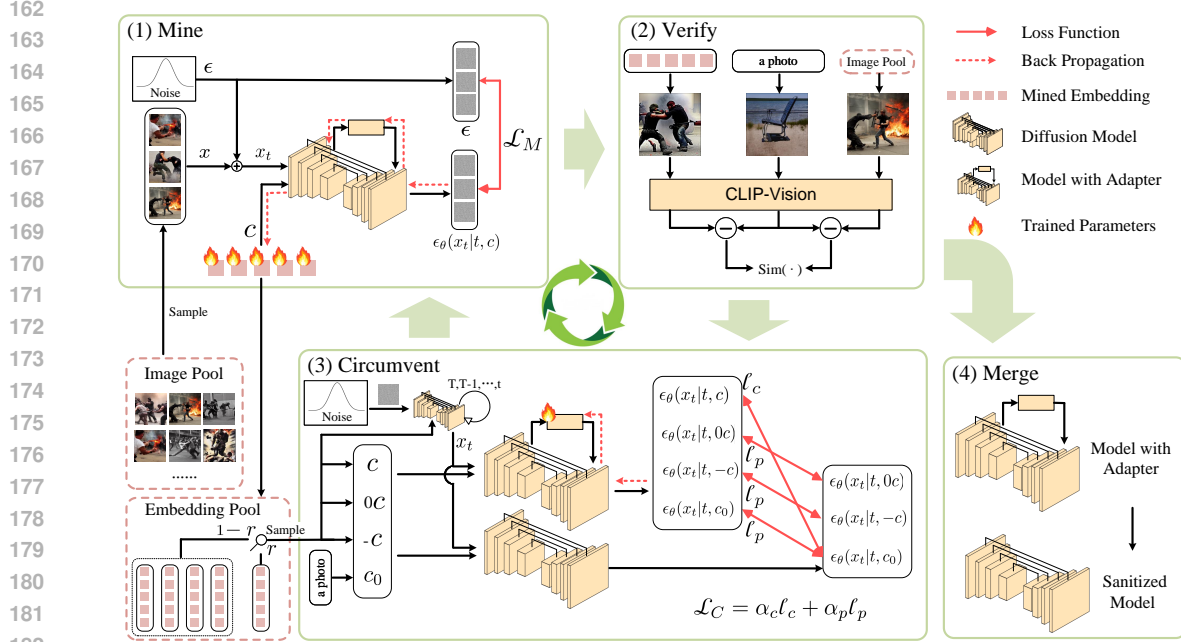 162
163
164
165
166
167
168
169
170
171
172
173
174
175
176
177
178
179
180
181
(1) Mine
Noise
ϵ
ϵ
x
x_t
c
ϵ_θ(x_t|t, c)
ℒ_M
(2) Verify
a photo
Image Pool
CLIP-Vision
Sim( · )
Loss Function
Back Propagation
Mined Embedding
Diffusion Model
Model with Adapter
Trained Parameters
Sample
Image Pool
......
Embedding Pool
1− r
r
Sample
(3) Circumvent
Noise
T,T-1,···,t
x_t
c
0c
-c
c_0
a photo
ϵ_θ(x_t|t, c)
ϵ_θ(x_t|t, 0c)
ϵ_θ(x_t|t, −c)
ϵ_θ(x_t|t, c_0)
ℓ_c
ℓ_p
ℓ_p
ℓ_p
ϵ_θ(x_t|t, 0c)
ϵ_θ(x_t|t, −c)
ϵ_θ(x_t|t, c_0)
ℒ_C = α_cℓ_c + α_pℓ_p
(4) Merge
Model with
Adapter
Sanitized
Model